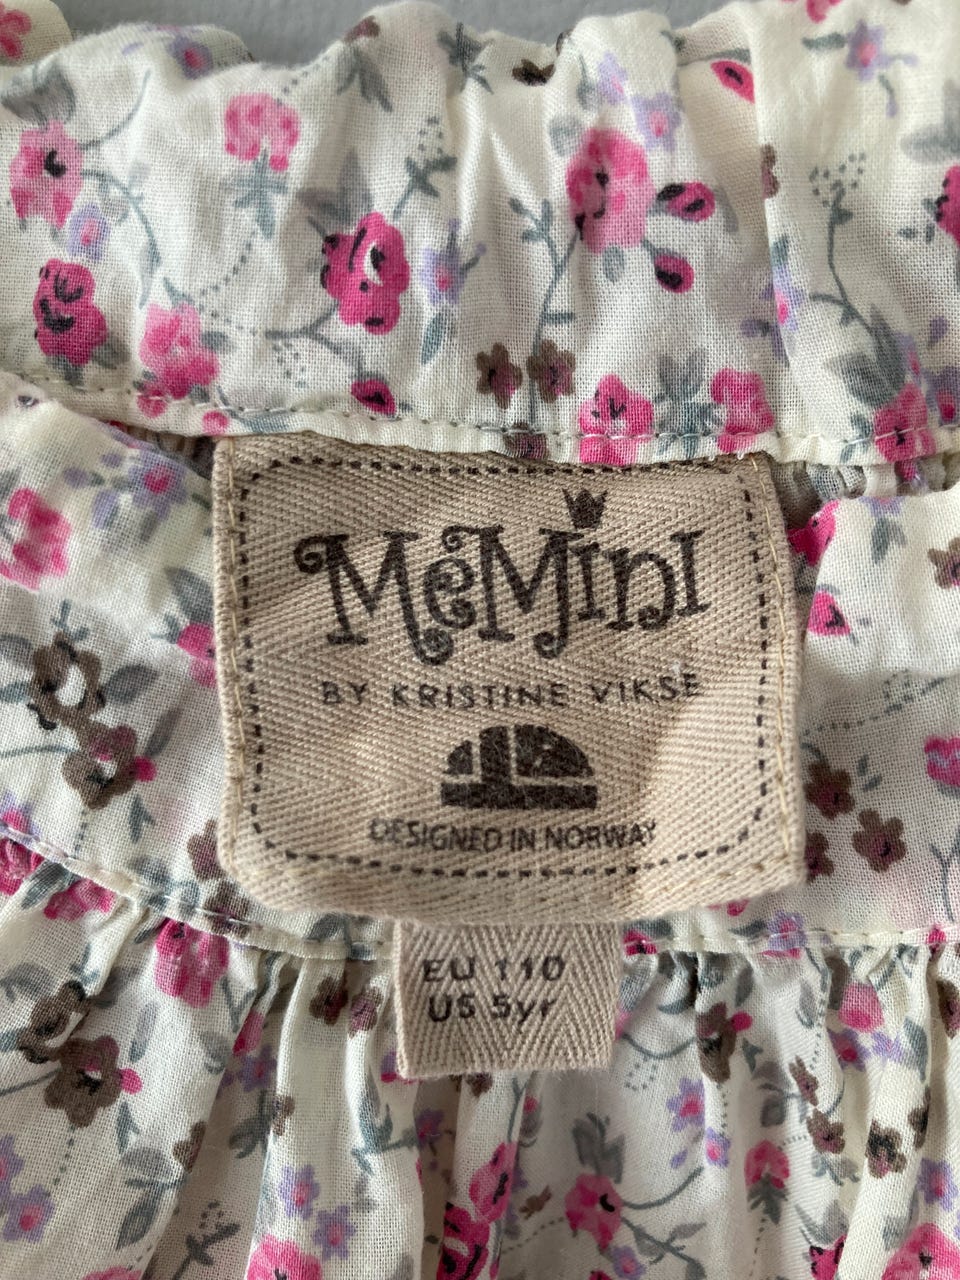 MeMini
BY KRISTINE VIKSE
DESIGNED IN NORWAY
EU 110
US 5yr